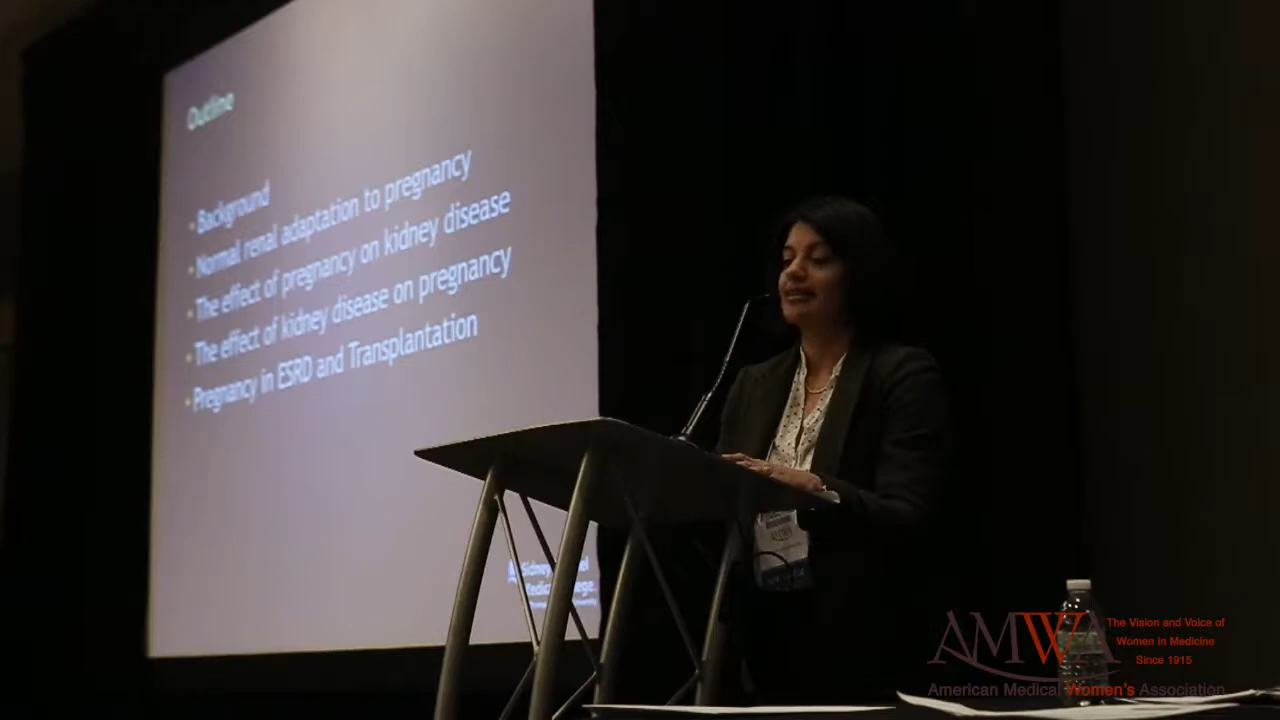 Outline
• Background
• Normal renal adaptation to pregnancy
• The effect of pregnancy on kidney disease
• The effect of kidney disease on pregnancy
• Pregnancy in ESRD and Transplantation
AMWA
The Vision and Voice of
Women in Medicine
Since 1915
American Medical Women's Association